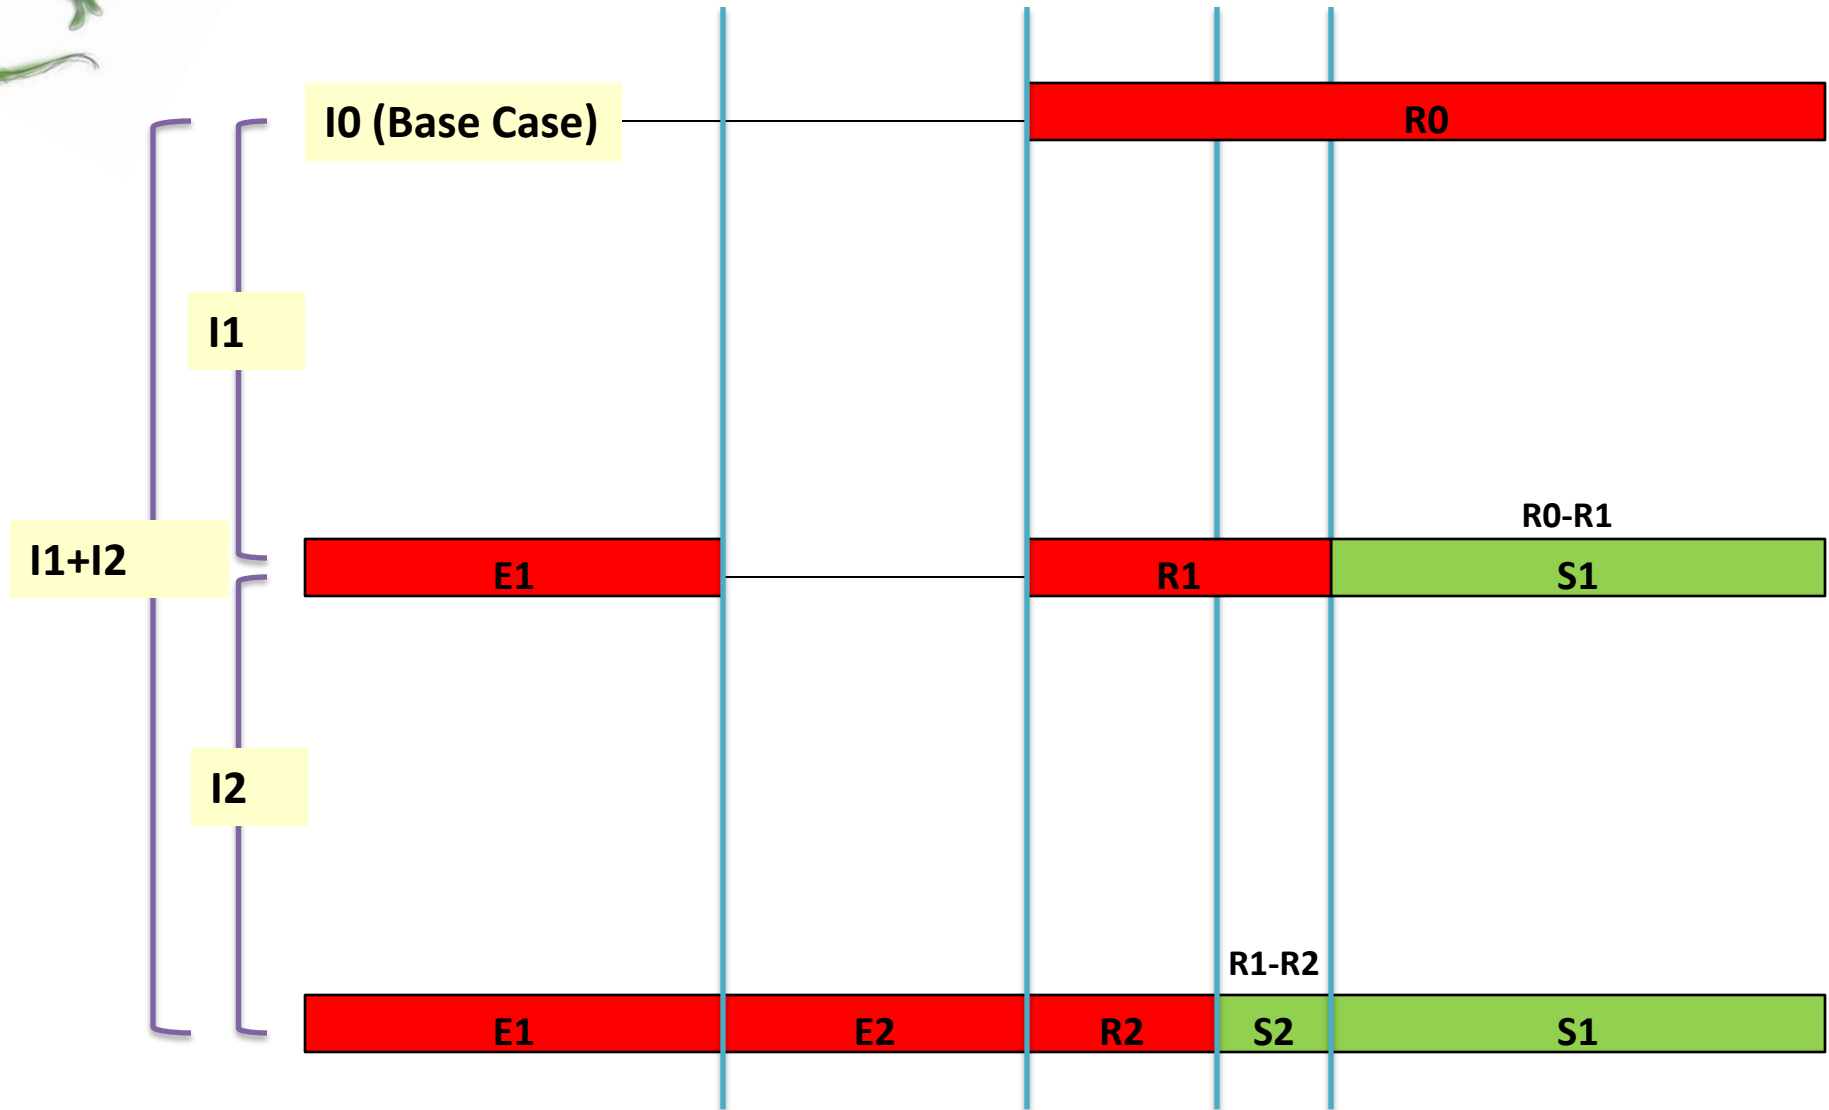 I0 (Base Case)
R0
I1
R0-R1
I1+I2
E1
R1
S1
I2
R1-R2
E1
E2
R2
S2
S1